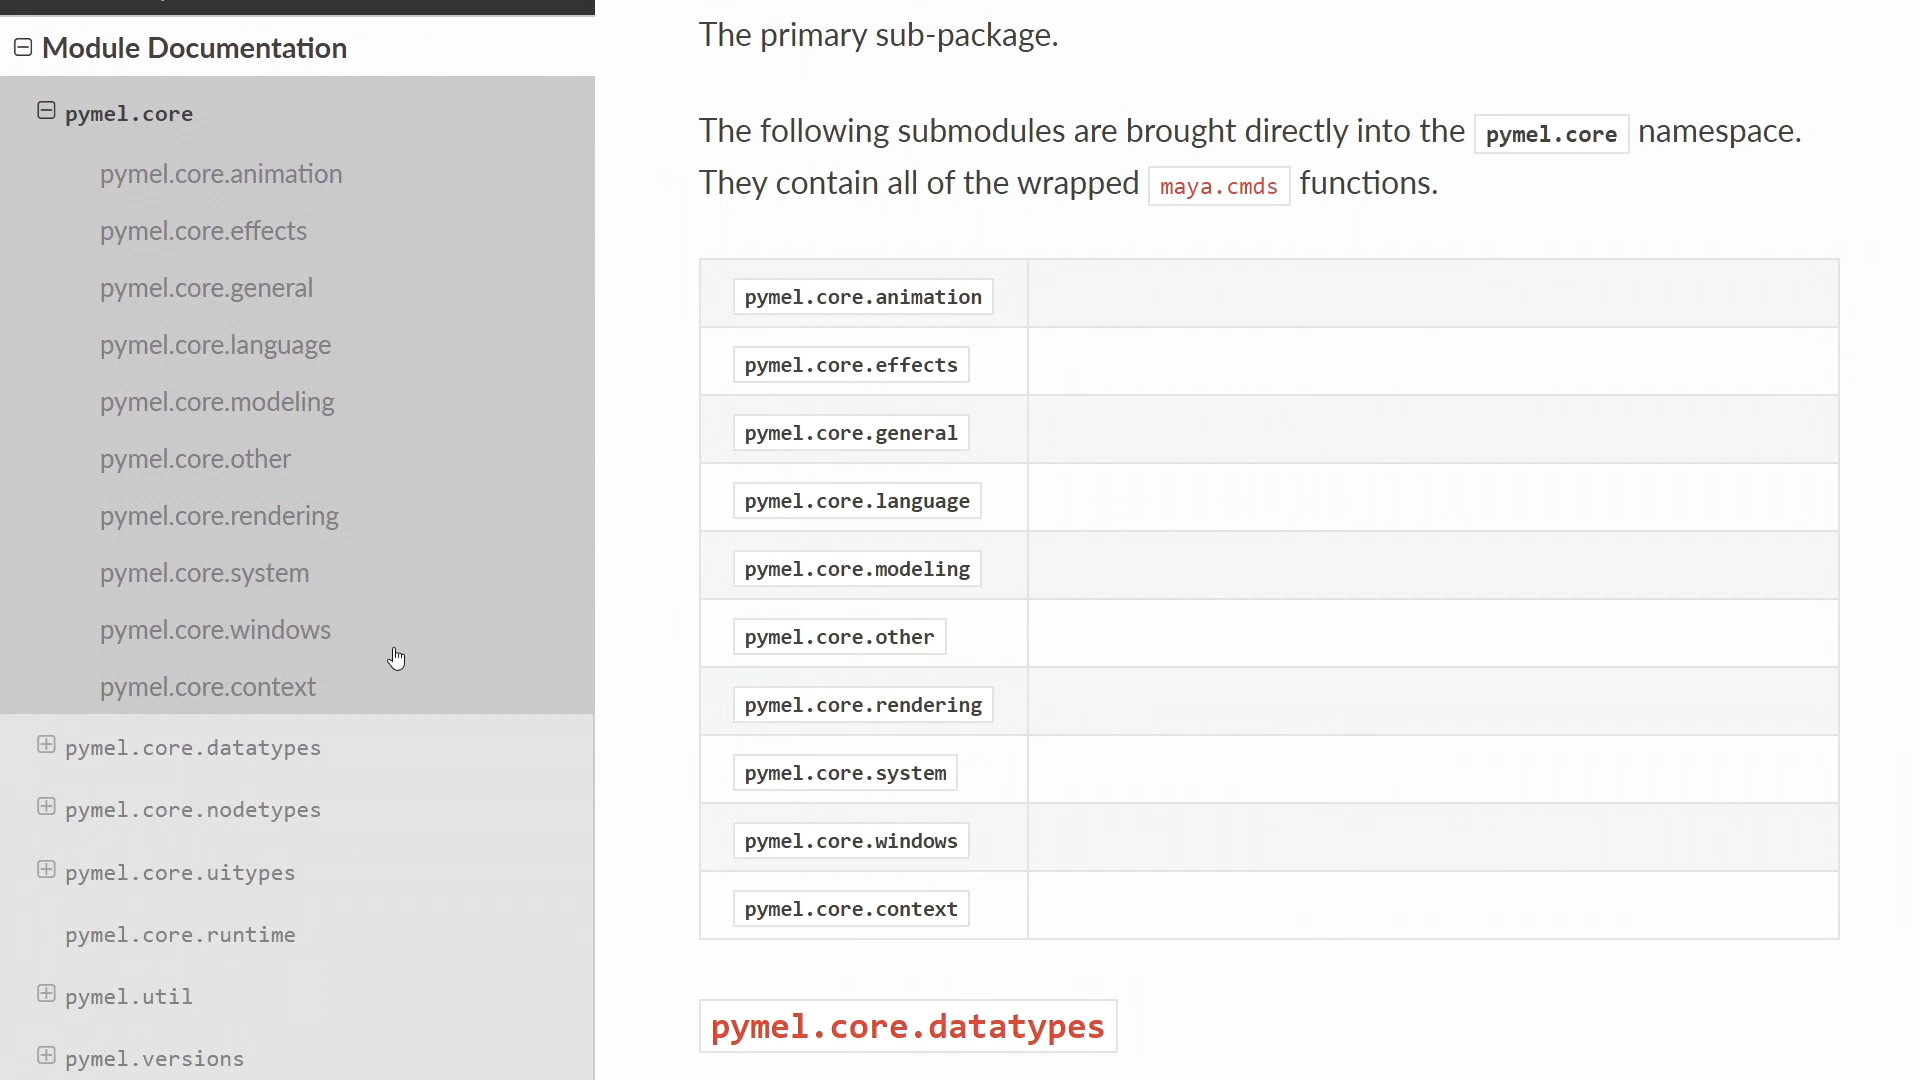 Module Documentation
pymel.core
pymel.core.animation
pymel.core.effects
pymel.core.general
pymel.core.language
pymel.core.modeling
pymel.core.other
pymel.core.rendering
pymel.core.system
pymel.core.windows
pymel.core.context
pymel.core.datatypes
pymel.core.nodetypes
pymel.core.uitypes
pymel.core.runtime
pymel.util
pymel.versions
The primary sub-package.
The following submodules are brought directly into the pymel.core namespace.
They contain all of the wrapped maya.cmds functions.
pymel.core.animation
pymel.core.effects
pymel.core.general
pymel.core.language
pymel.core.modeling
pymel.core.other
pymel.core.rendering
pymel.core.system
pymel.core.windows
pymel.core.context
pymel.core.datatypes